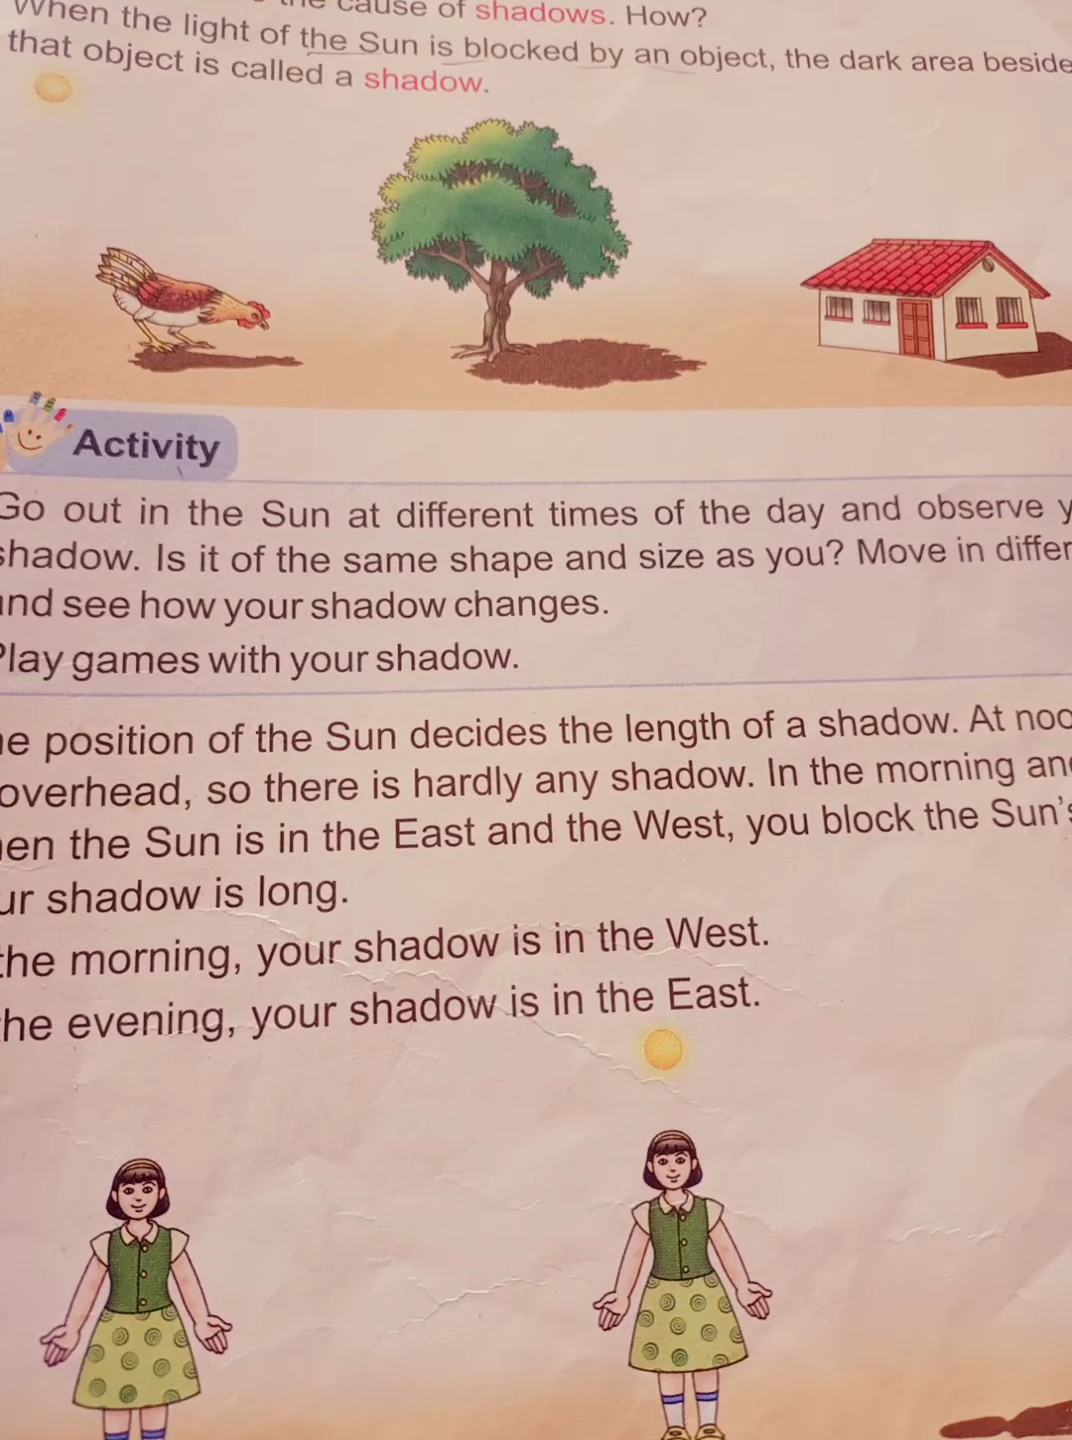 the cause of shadows. How?
When the light of the Sun is blocked by an object, the dark area beside
that object is called a shadow.
Activity
Go out in the Sun at different times of the day and observe y
shadow. Is it of the same shape and size as you? Move in differ
and see how your shadow changes.
Play games with your shadow.
e position of the Sun decides the length of a shadow. At noo
overhead, so there is hardly any shadow. In the morning an
en the Sun is in the East and the West, you block the Sun's
ur shadow is long.
the morning, your shadow is in the West.
he evening, your shadow is in the East.